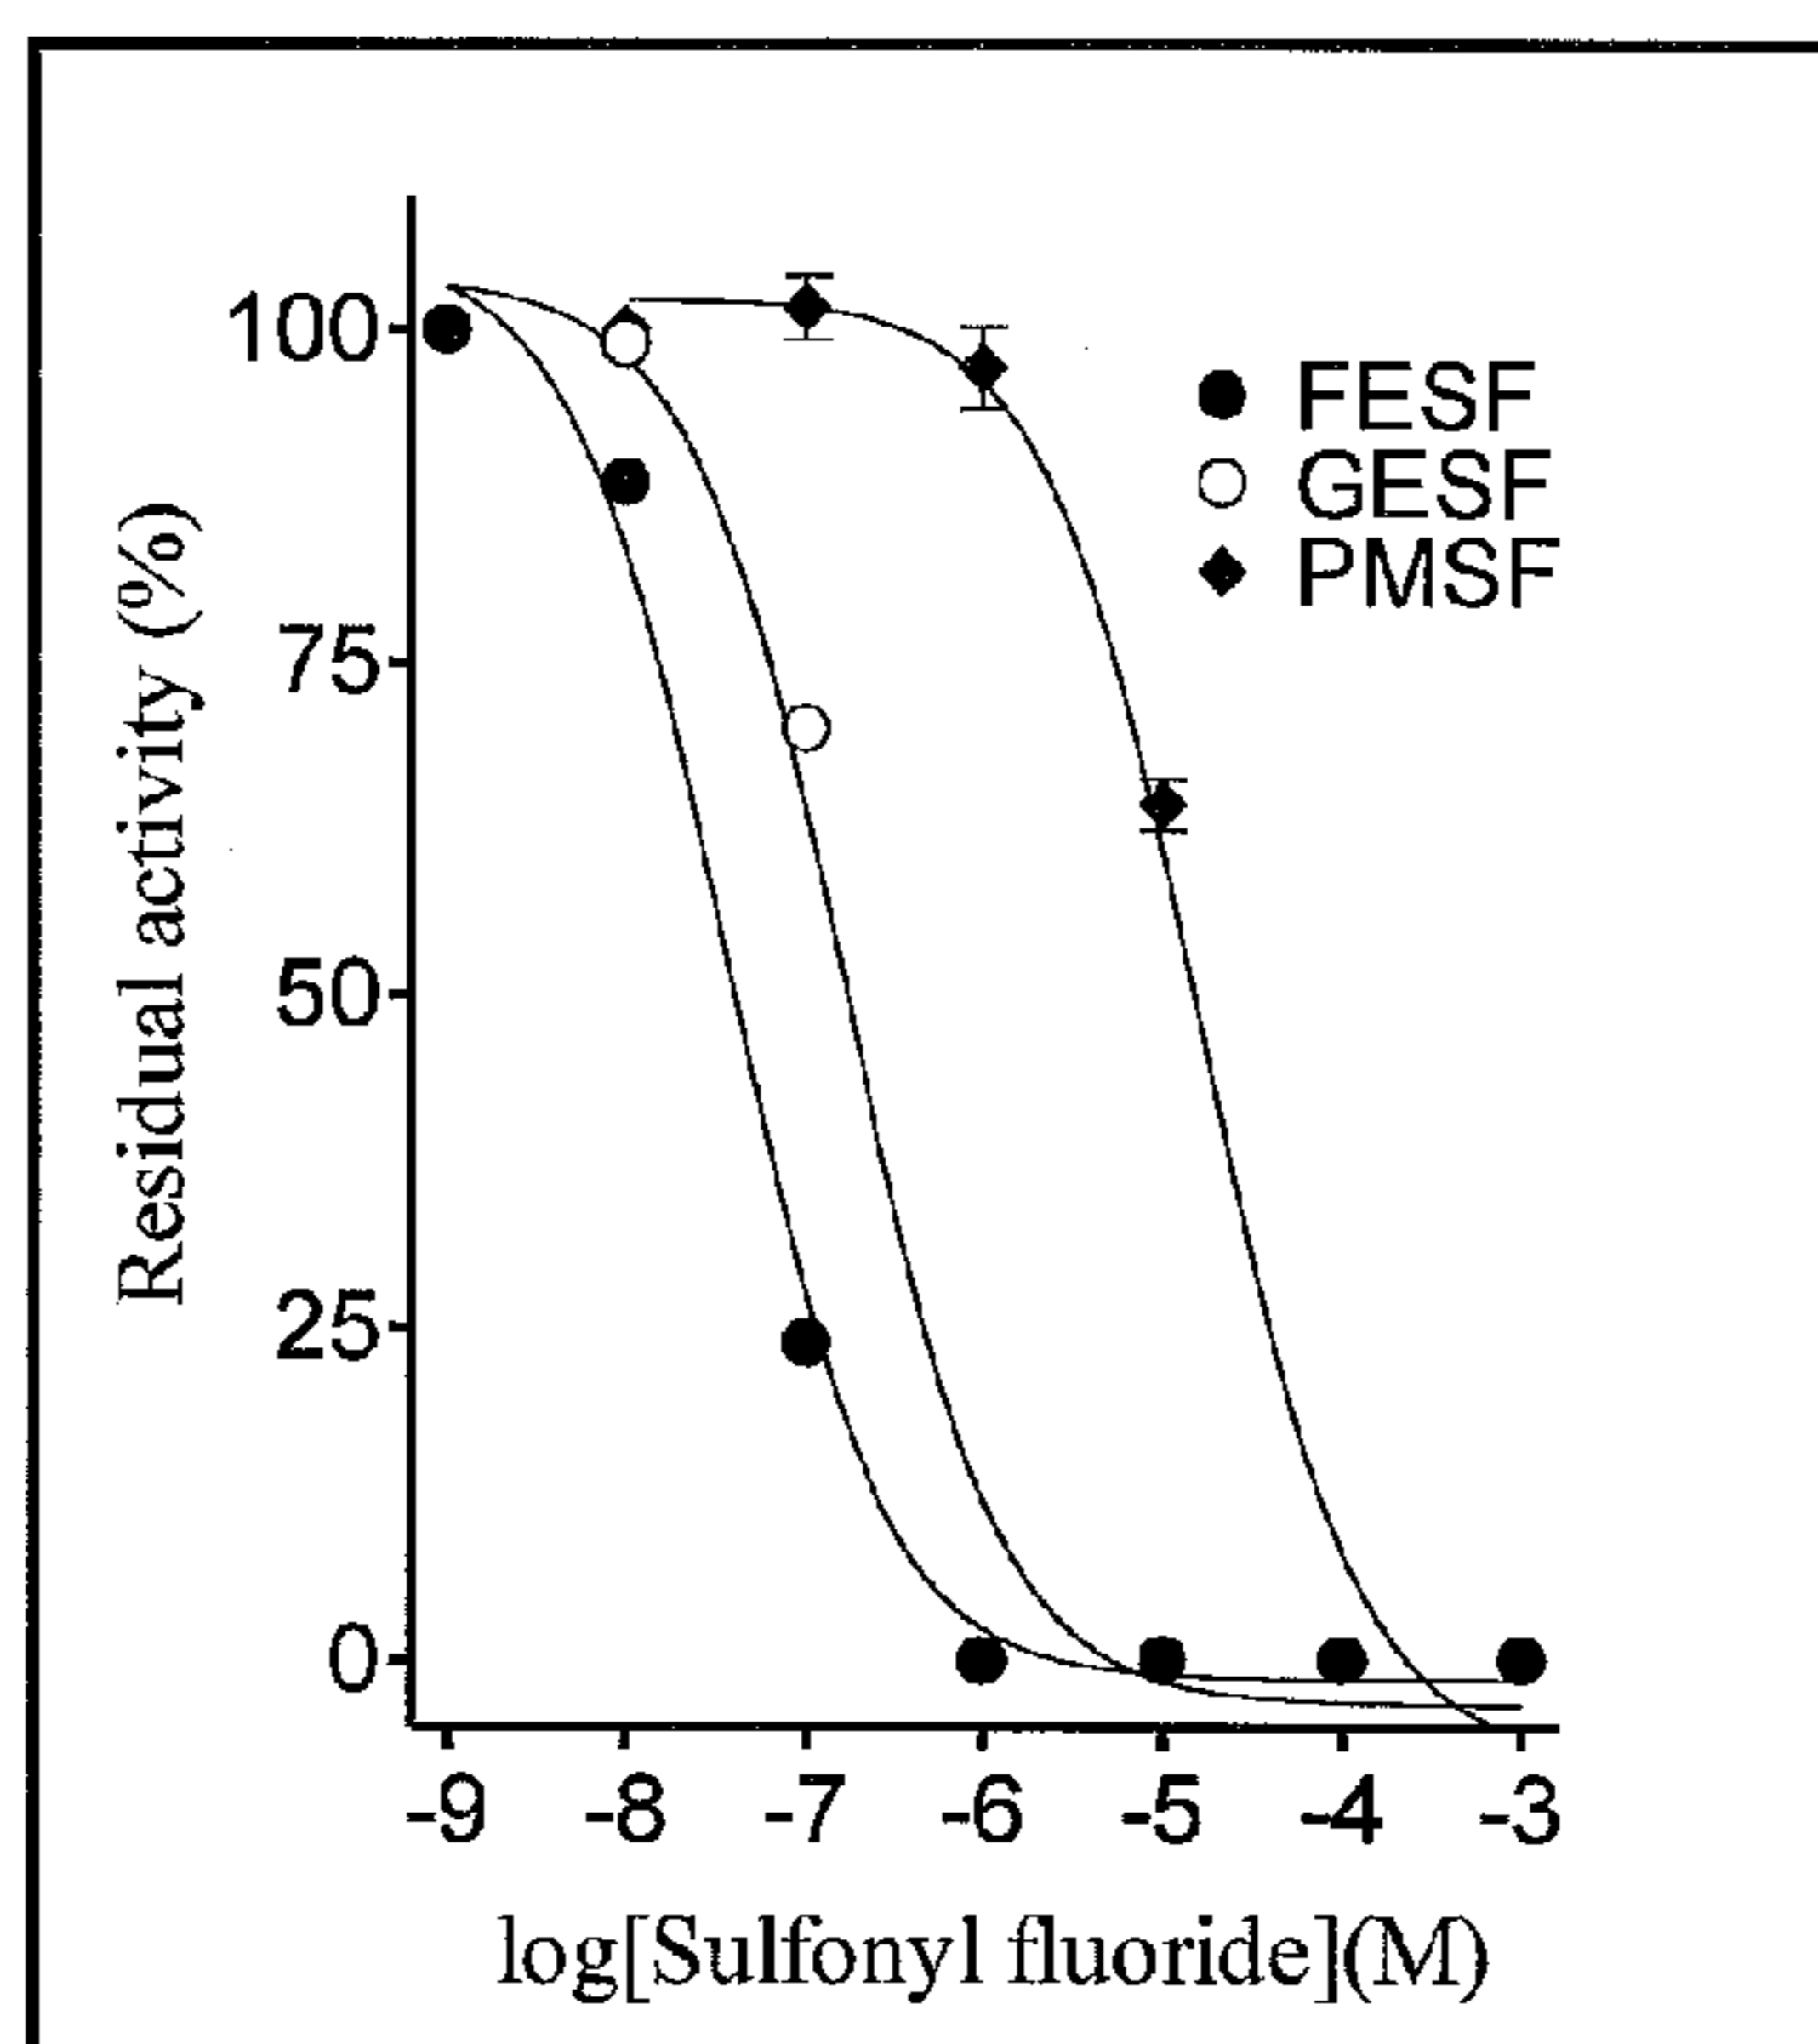 Residual activity (%)
100
75
50
25
0
FESF
GESF
PMSF
-9 -8 -7 -6 -5 -4 -3
log[Sulfonyl fluoride](M)